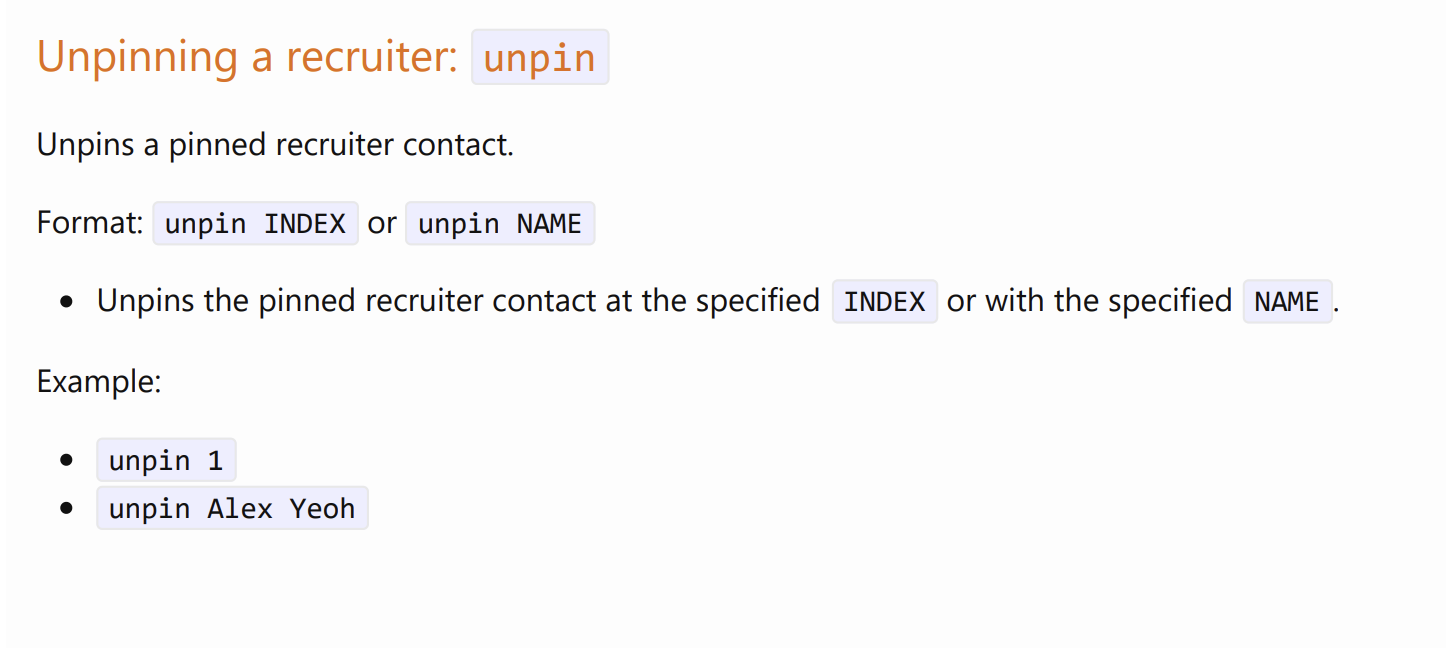 Unpinning a recruiter: unpin
Unpins a pinned recruiter contact.
Format: unpin INDEX or unpin NAME
• Unpins the pinned recruiter contact at the specified INDEX or with the specified NAME.
Example:
• unpin 1
• unpin Alex Yeoh